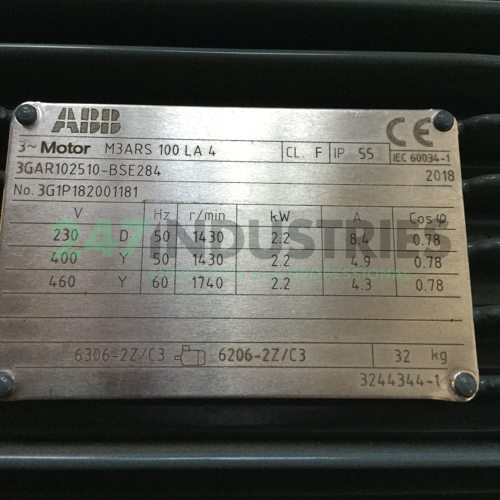 ABB CE
3~ Motor M3ARS 100 LA 4 CL. F IP 55 IEC 60034-1
3GAR102510-BSE284 2018
No. 3G1P182001181
V Hz r/min kW A Cos φ
230 D 50 1430 2.2 8.4 0.78
247INDUSTRIES
400 Y 50 1430 2.2 4.9 0.78
460 Y 60 1740 2.2 4.3 0.78
6306-2Z/C3 6206-2Z/C3 32 kg
3244344-1